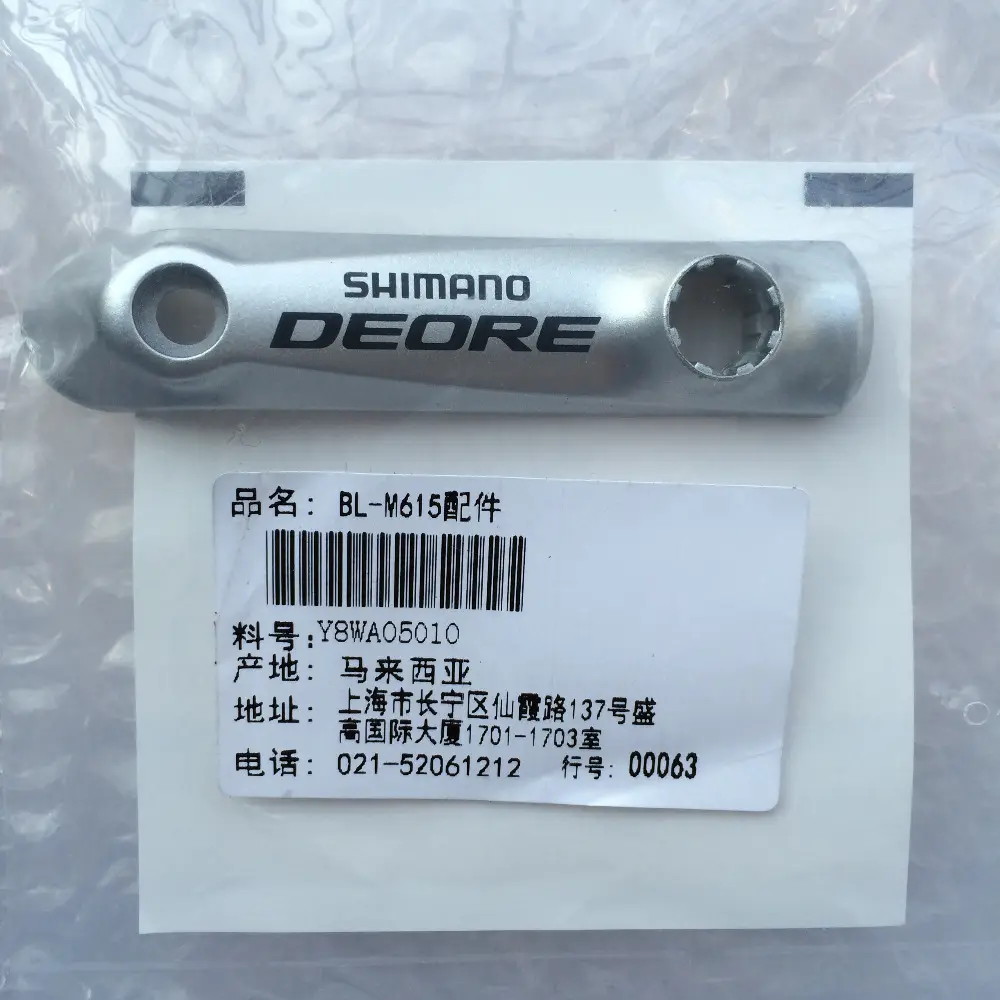 SHIMANO
DEORE
品名: BL-M615配件
料号:Y8WA05010
产地: 马来西亚
地址: 上海市长宁区仙霞路137号盛
高国际大厦1701-1703室
电话: 021-52061212 行号: 00063